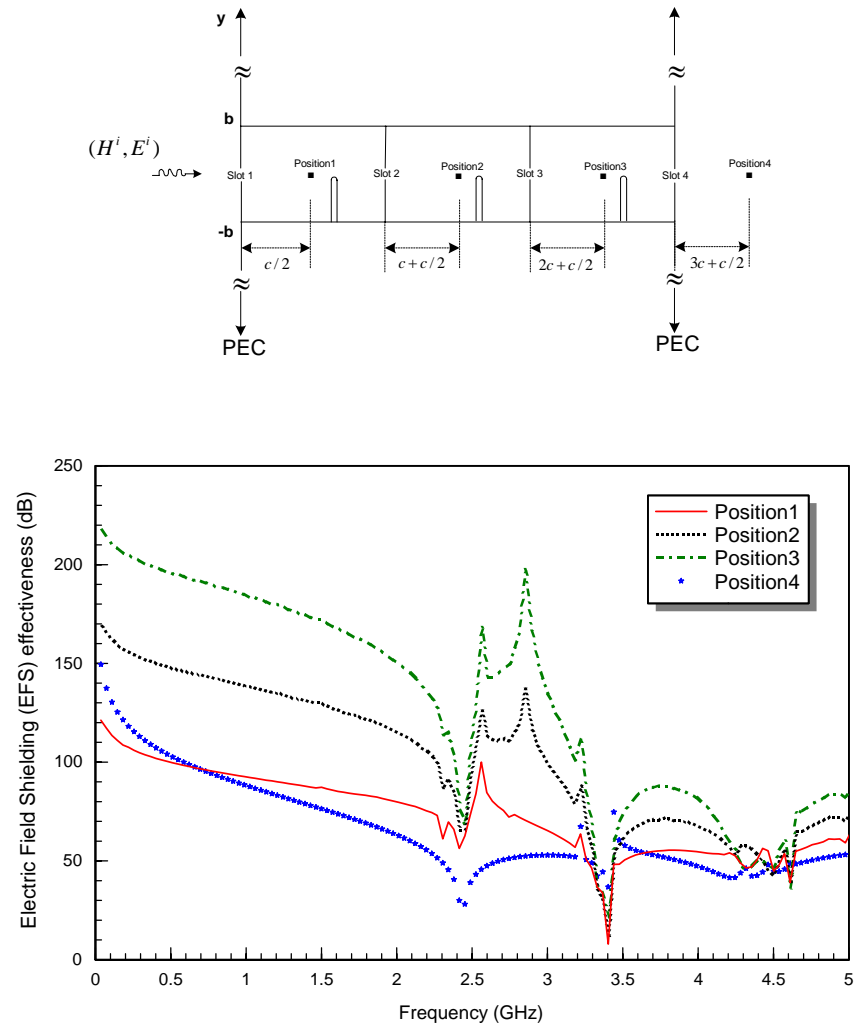 y
b
(H^i, E^i)
Slot 1
Position1
Slot 2
Position2
Slot 3
Position3
Slot 4
Position4
-b
c/2
c+c/2
2c+c/2
3c+c/2
PEC
PEC
Electric Field Shielding (EFS) effectiveness (dB)
250
200
150
100
50
0
Position1
Position2
Position3
Position4
0 0.5 1 1.5 2 2.5 3 3.5 4 4.5 5
Frequency (GHz)